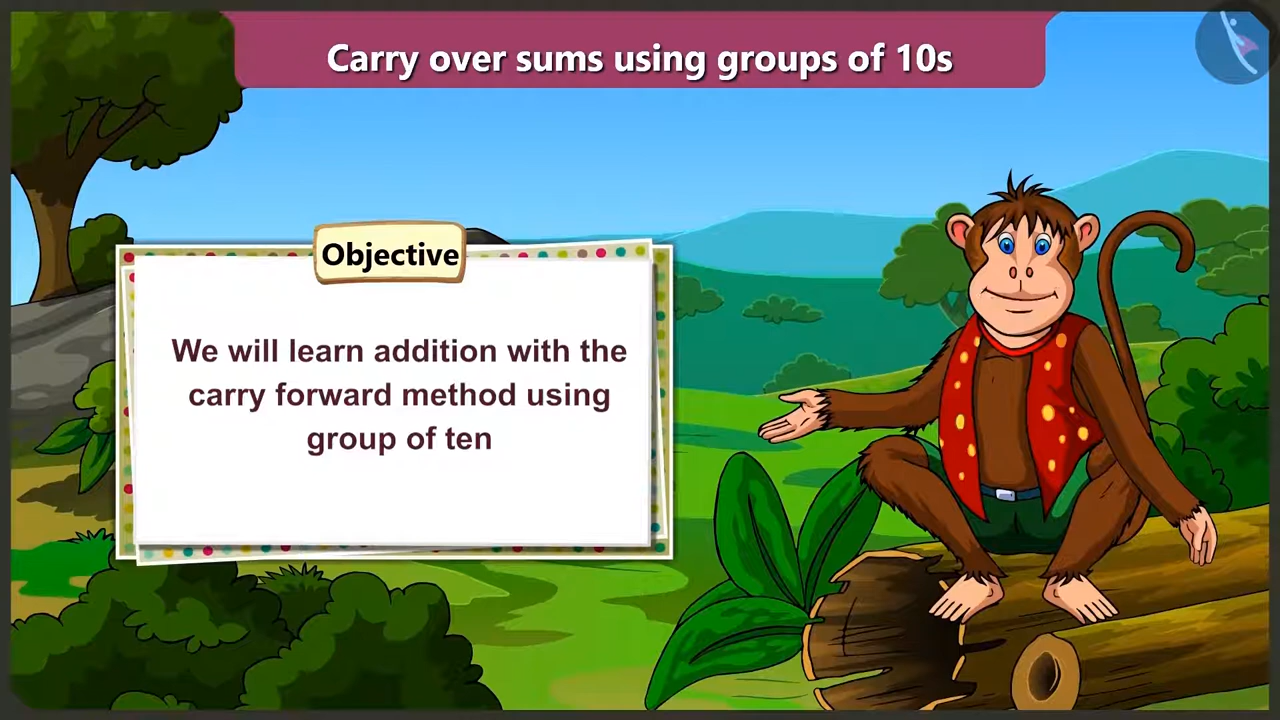 Carry over sums using groups of 10s
Objective
We will learn addition with the
carry forward method using
group of ten